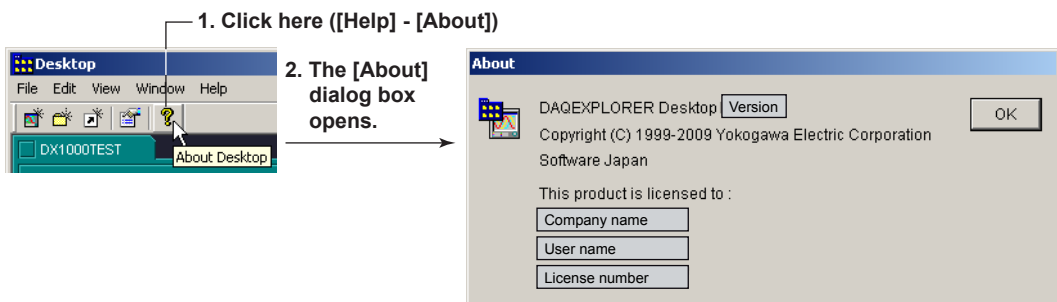 1. Click here ([Help] - [About])
Desktop
File Edit View Window Help
DX1000TEST
About Desktop
2. The [About]
dialog box
opens.
About
DAQEXPLORER Desktop Version
Copyright (C) 1999-2009 Yokogawa Electric Corporation
Software Japan
OK
This product is licensed to :
Company name
User name
License number